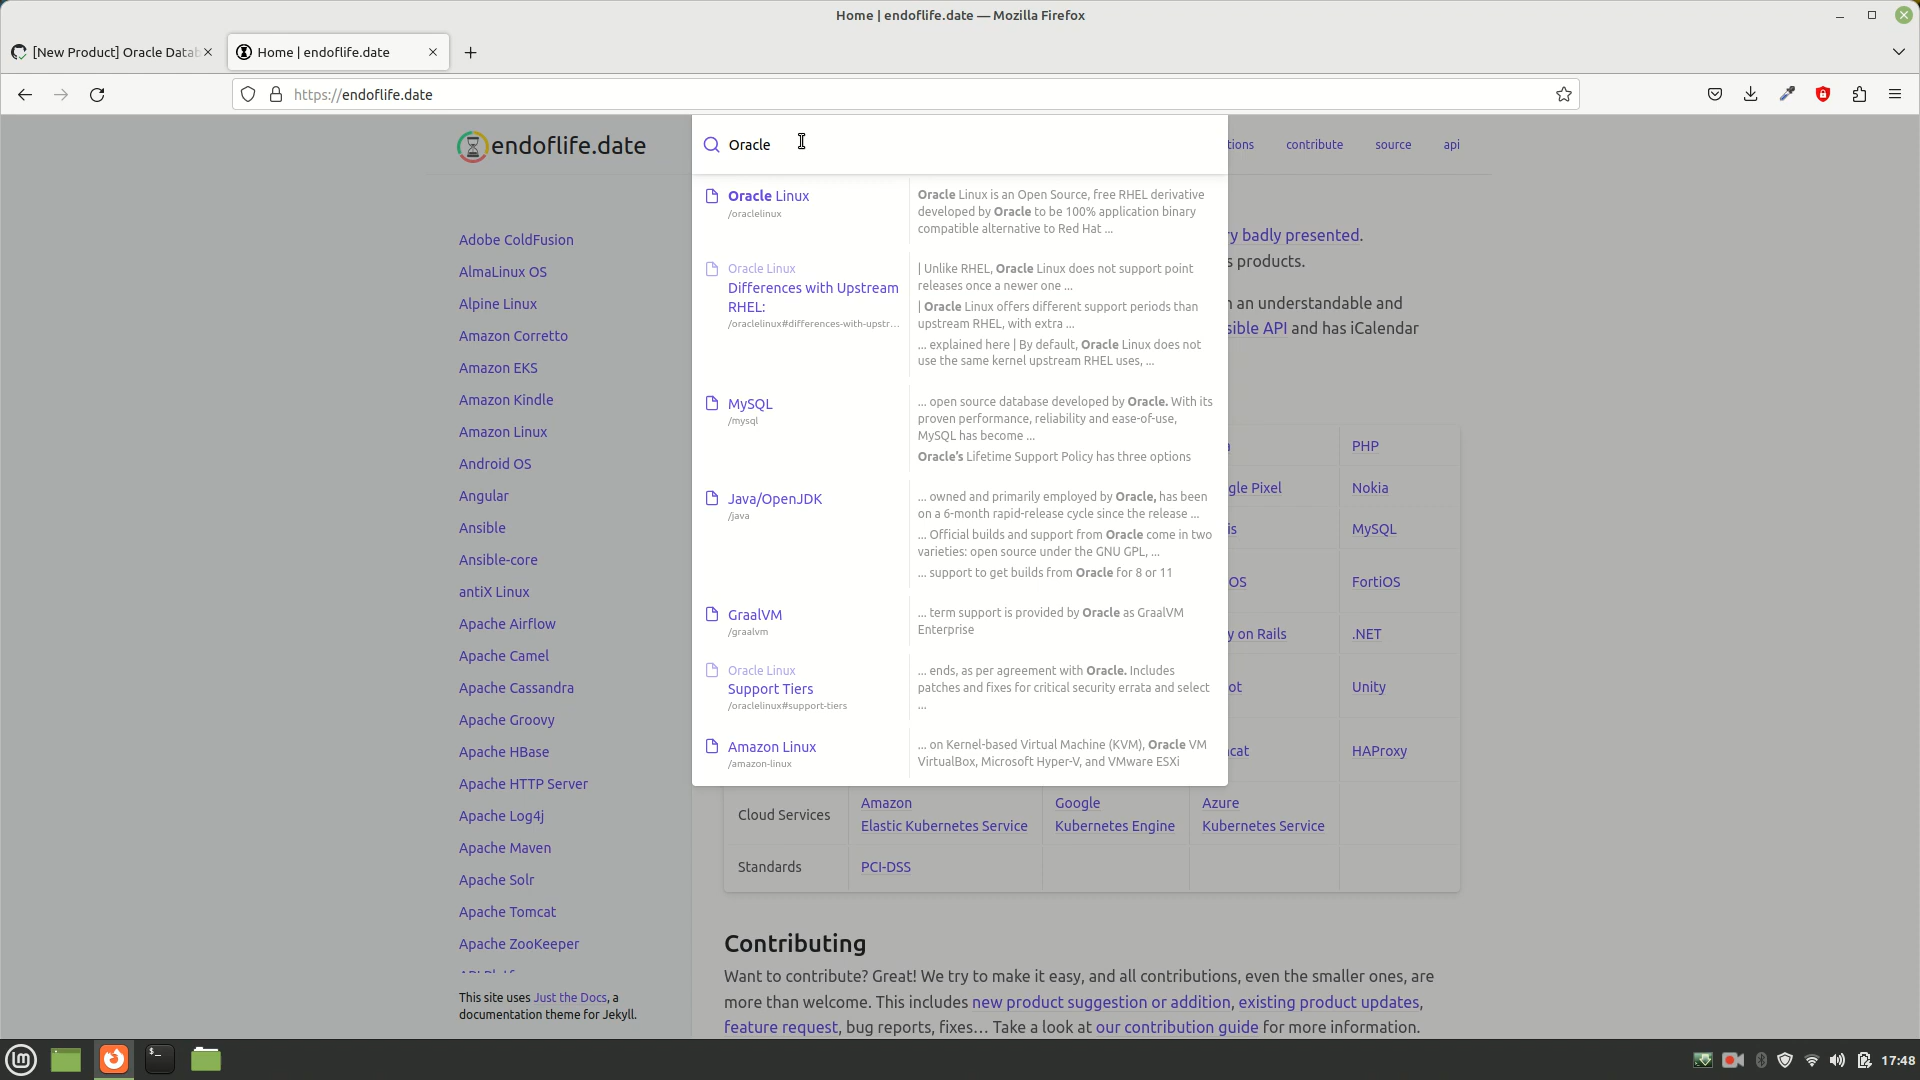 Home | endoflife.date — Mozilla Firefox
[New Product] Oracle Datab
Home | endoflife.date
https://endoflife.date
endoflife.date
Oracle
tions
contribute
source
api
Adobe ColdFusion
AlmaLinux OS
Alpine Linux
Amazon Corretto
Amazon EKS
Amazon Kindle
Amazon Linux
Android OS
Angular
Ansible
Ansible-core
antiX Linux
Apache Airflow
Apache Camel
Apache Cassandra
Apache Groovy
Apache HBase
Apache HTTP Server
Apache Log4j
Apache Maven
Apache Solr
Apache Tomcat
Apache ZooKeeper
This site uses Just the Docs, a
documentation theme for Jekyll.
Oracle Linux
/oraclelinux
Oracle Linux is an Open Source, free RHEL derivative
developed by Oracle to be 100% application binary
compatible alternative to Red Hat ...
Oracle Linux
Differences with Upstream
RHEL:
/oraclelinux#differences-with-upstr...
| Unlike RHEL, Oracle Linux does not support point
releases once a newer one ...
| Oracle Linux offers different support periods than
upstream RHEL, with extra ...
... explained here | By default, Oracle Linux does not
use the same kernel upstream RHEL uses, ...
MySQL
/mysql
... open source database developed by Oracle. With its
proven performance, reliability and ease-of-use,
MySQL has become ...
Oracle's Lifetime Support Policy has three options
Java/OpenJDK
/java
... owned and primarily employed by Oracle, has been
on a 6-month rapid-release cycle since the release ...
... Official builds and support from Oracle come in two
varieties: open source under the GNU GPL, ...
... support to get builds from Oracle for 8 or 11
GraalVM
/graalvm
... term support is provided by Oracle as GraalVM
Enterprise
Oracle Linux
Support Tiers
/oraclelinux#support-tiers
... ends, as per agreement with Oracle. Includes
patches and fixes for critical security errata and select
...
Amazon Linux
/amazon-linux
... on Kernel-based Virtual Machine (KVM), Oracle VM
VirtualBox, Microsoft Hyper-V, and VMware ESXi
ry badly presented.
s products.
n an understandable and
sible API and has iCalendar
PHP
gle Pixel
Nokia
is
MySQL
OS
FortiOS
y on Rails
.NET
ot
Unity
cat
HAProxy
Cloud Services
Amazon
Elastic Kubernetes Service
Google
Kubernetes Engine
Azure
Kubernetes Service
Standards
PCI-DSS
Contributing
Want to contribute? Great! We try to make it easy, and all contributions, even the smaller ones, are
more than welcome. This includes new product suggestion or addition, existing product updates,
feature request, bug reports, fixes… Take a look at our contribution guide for more information.
17:48